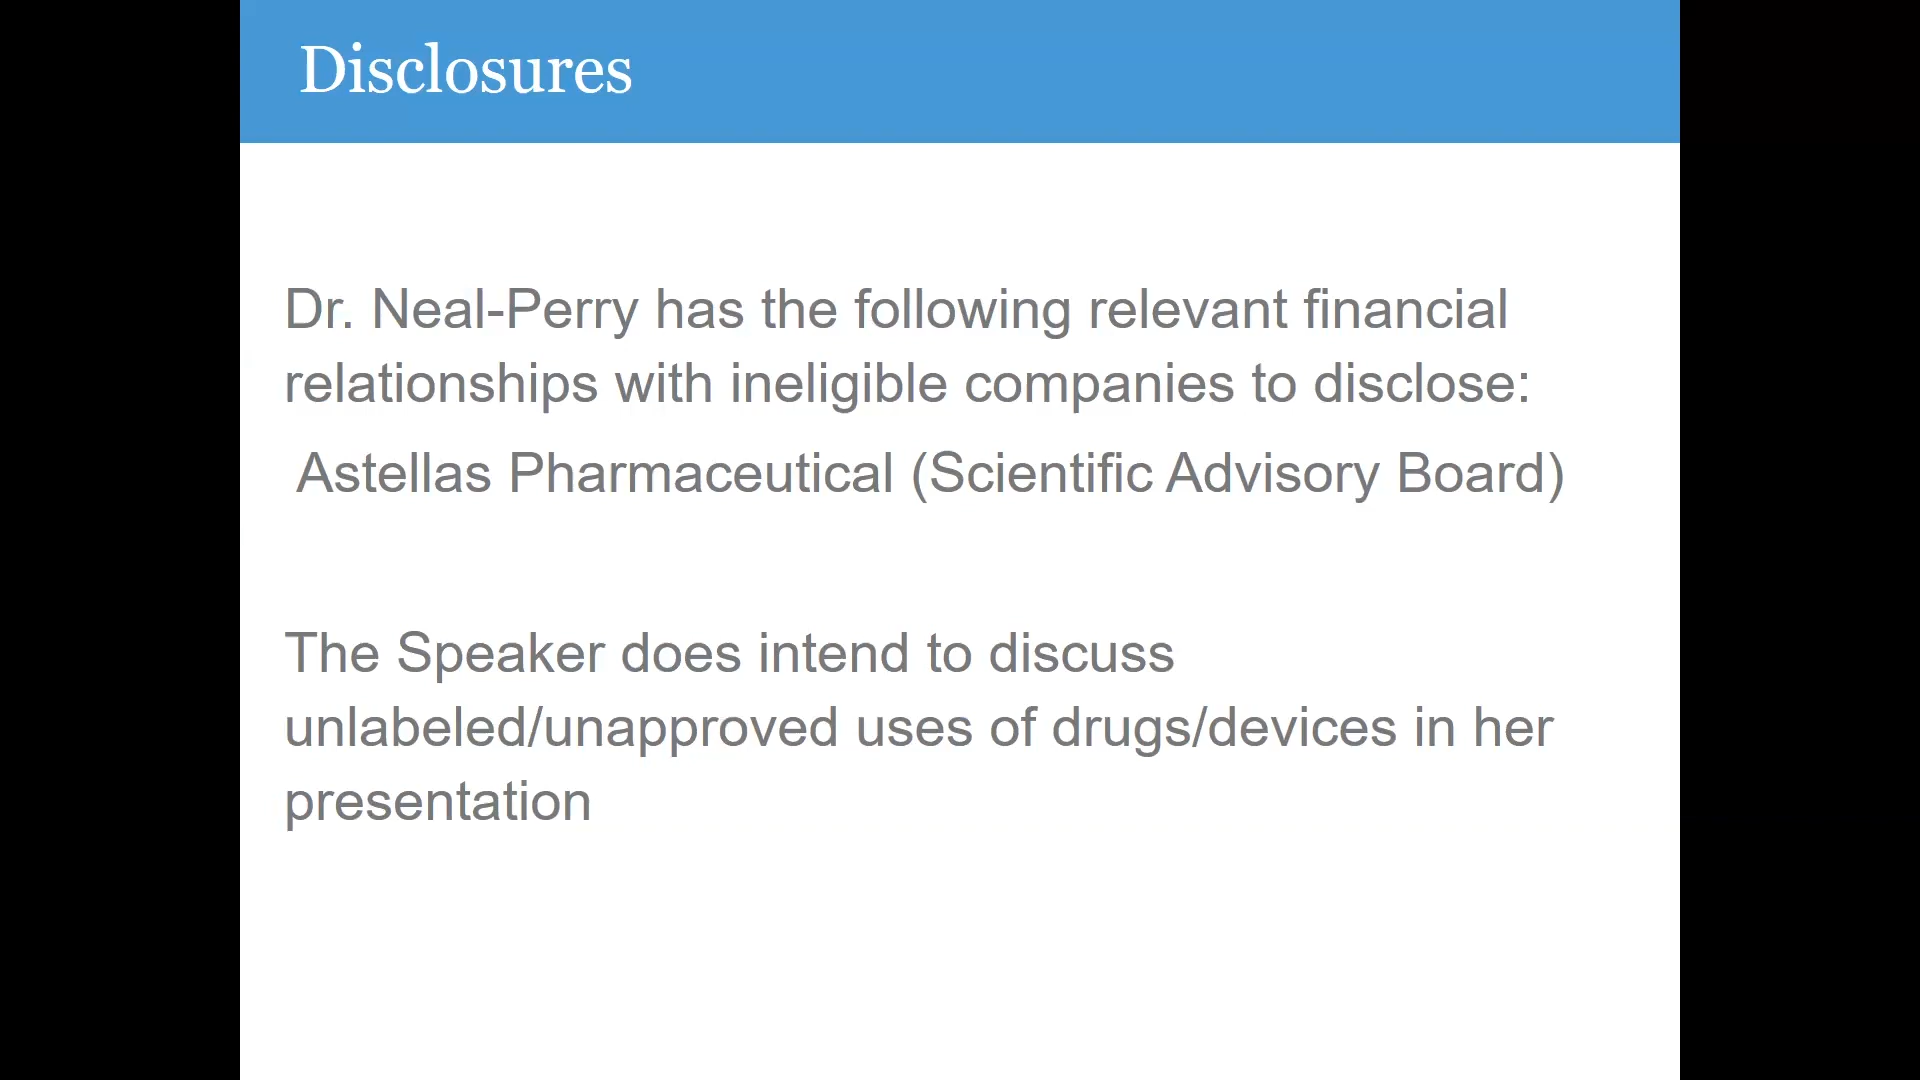 Disclosures
Dr. Neal-Perry has the following relevant financial
relationships with ineligible companies to disclose:
Astellas Pharmaceutical (Scientific Advisory Board)
The Speaker does intend to discuss
unlabeled/unapproved uses of drugs/devices in her
presentation